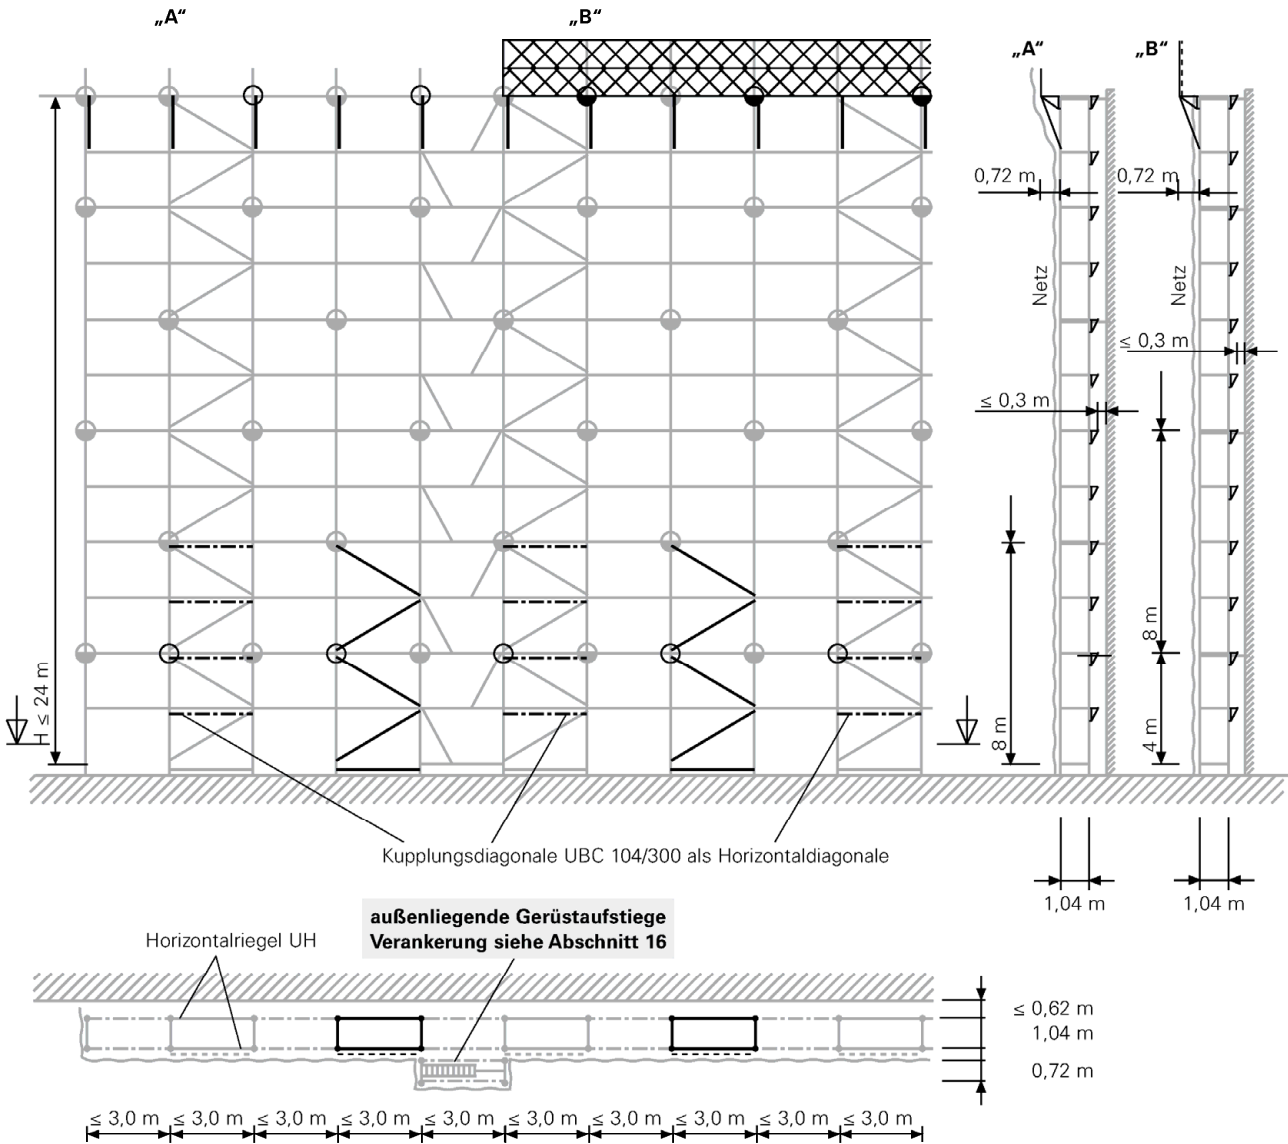 „A“
„B“
„A“
„B“
0,72 m
0,72 m
Netz
Netz
≤ 0,3 m
≤ 0,3 m
H ≤ 24 m
8 m
8 m
4 m
Kupplungsdiagonale UBC 104/300 als Horizontaldiagonale
1,04 m
1,04 m
außenliegende Gerüstaufstiege
Verankerung siehe Abschnitt 16
Horizontalriegel UH
≤ 0,62 m
1,04 m
0,72 m
≤ 3,0 m ≤ 3,0 m ≤ 3,0 m ≤ 3,0 m ≤ 3,0 m ≤ 3,0 m ≤ 3,0 m ≤ 3,0 m ≤ 3,0 m ≤ 3,0 m